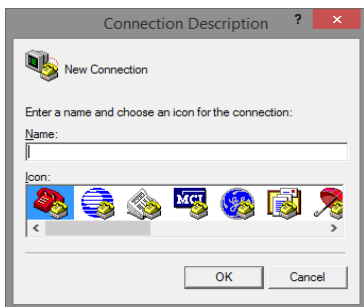 Connection Description
?
New Connection
Enter a name and choose an icon for the connection:
Name:
Icon:
MCI
OK
Cancel